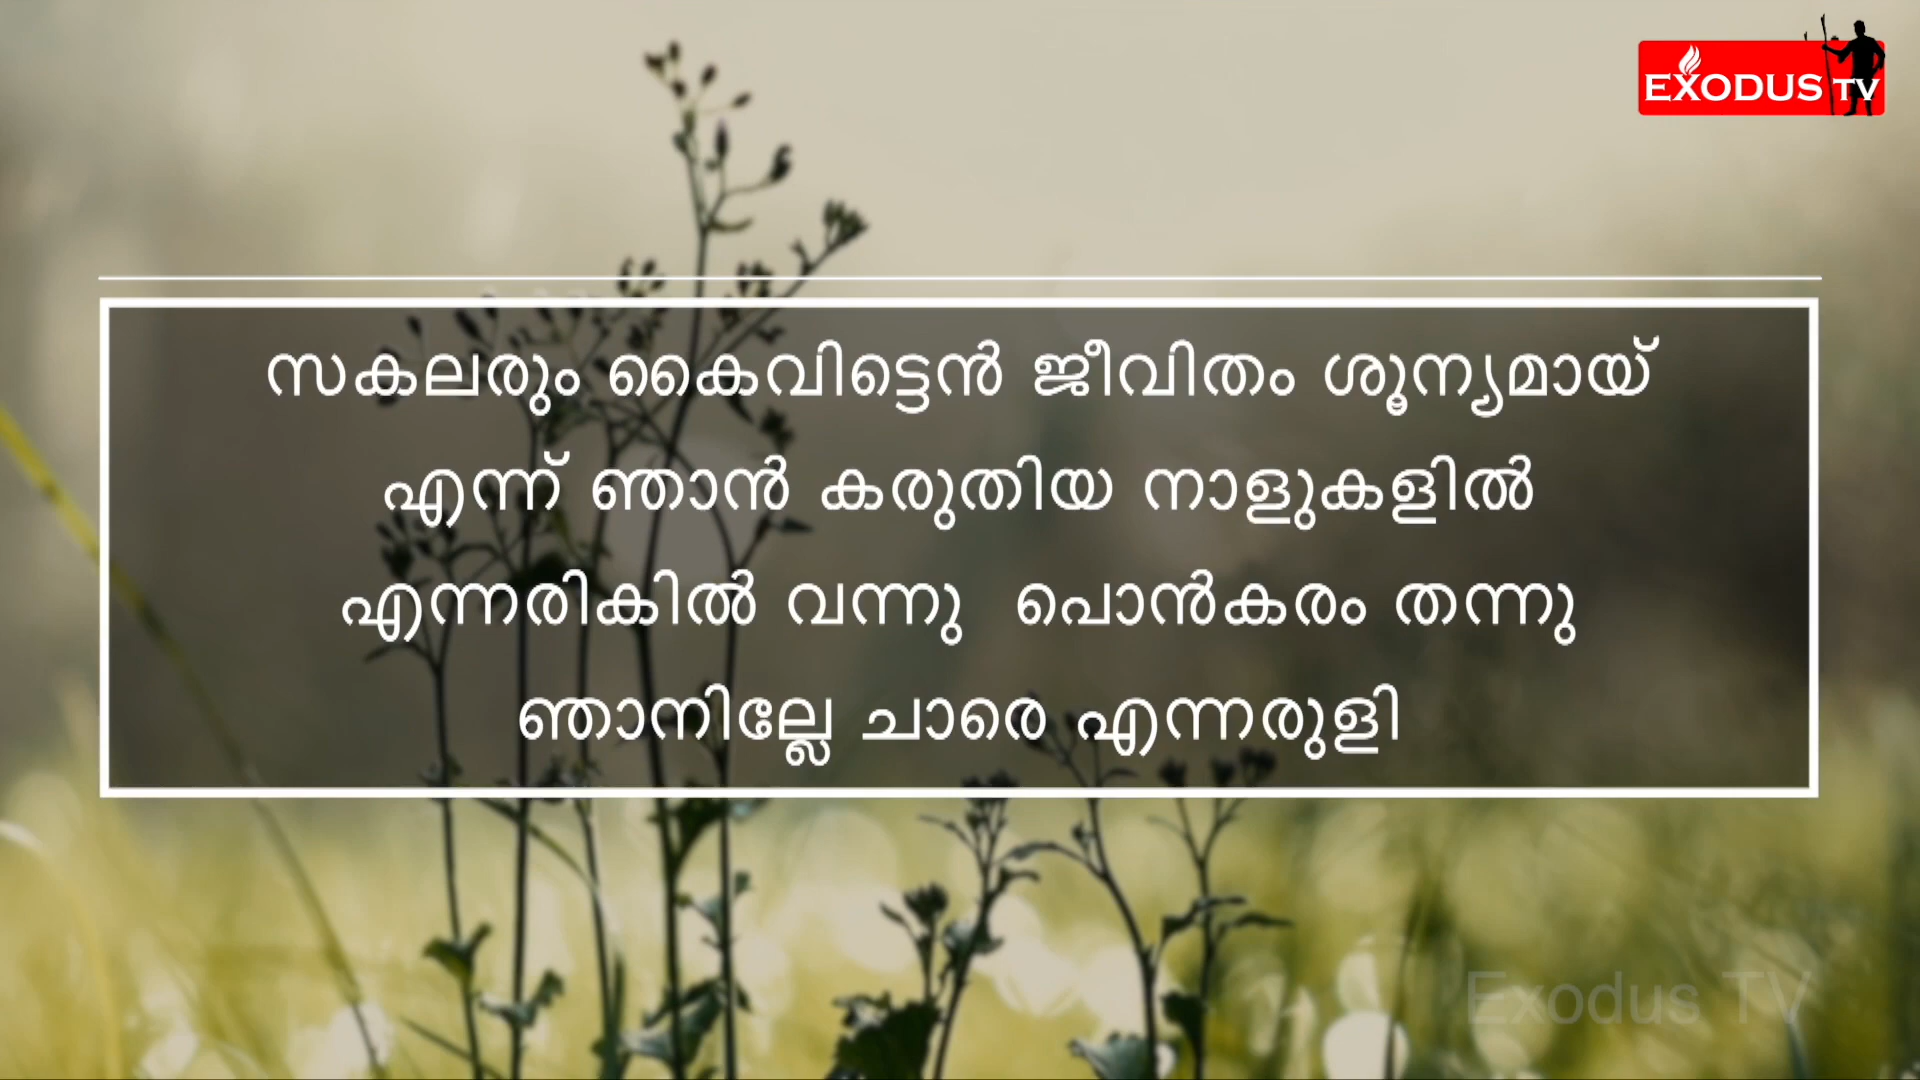 EXODUS TV
സകലരും കൈവിട്ടെൻ ജീവിതം ശൂന്യമായ്
എന്ന് ഞാൻ കരുതിയ നാളുകളിൽ
എന്നരികിൽ വന്നു പൊൻകരം തന്നു
ഞാനില്ലേ ചാരെ എന്നരുളി
Exodus TV